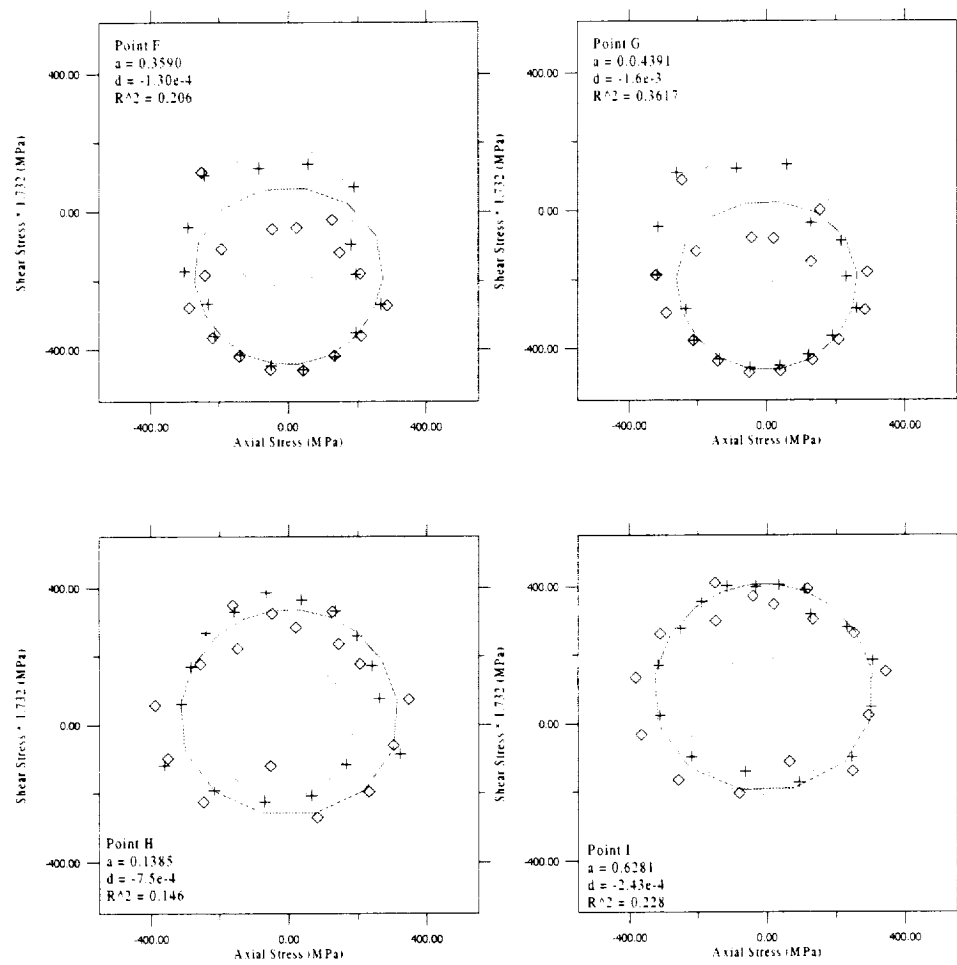 Point F
a = 0.3590
d = -1.30e-4
R^2 = 0.206
400.00
0.00
-400.00
Shear Stress * 1.732 (MPa)
-400.00 0.00 400.00
Axial Stress (MPa)
Point G
a = 0.0.4391
d = -1.6e-3
R^2 = 0.3617
Shear Stress * 1.732 (MPa)
-400.00 0.00 400.00
Axial Stress (MPa)
400.00
0.00
-400.00
Shear Stress * 1.732 (MPa)
Point H
a = 0.1385
d = -7.5e-4
R^2 = 0.146
-400.00 0.00 400.00
Axial Stress (MPa)
Shear Stress * 1.732 (MPa)
Point I
a = 0.6281
d = -2.43e-4
R^2 = 0.228
-400.00 0.00 400.00
Axial Stress (MPa)
400.00
0.00
-400.00
400.00
0.00
-400.00